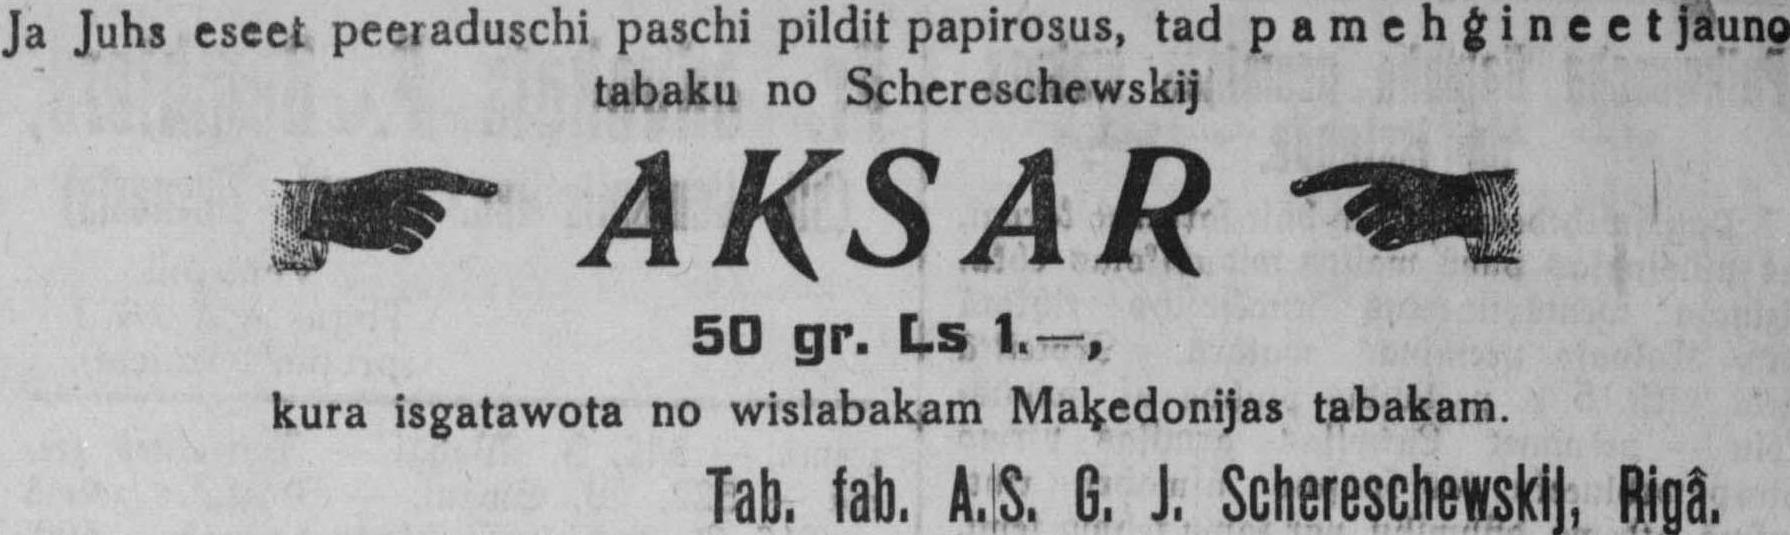 Ja Juhs eseet peeraduschi paschi pildit papirosus, tad pamehģineet jauno
tabaku no Schereschewskij
AKSAR
50 gr. Ls 1.—,
kura isgatawota no wislabakam Maķedonijas tabakam.
Tab. fab. A./S. G. J. Schereschewskij, Rigâ.